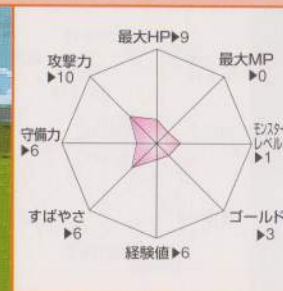 最大HP▶9
最大MP
▶0
モンスター
レベル
▶1
ゴールド
▶3
経験値▶6
すばやさ
▶6
守備力
▶6
攻撃力
▶10